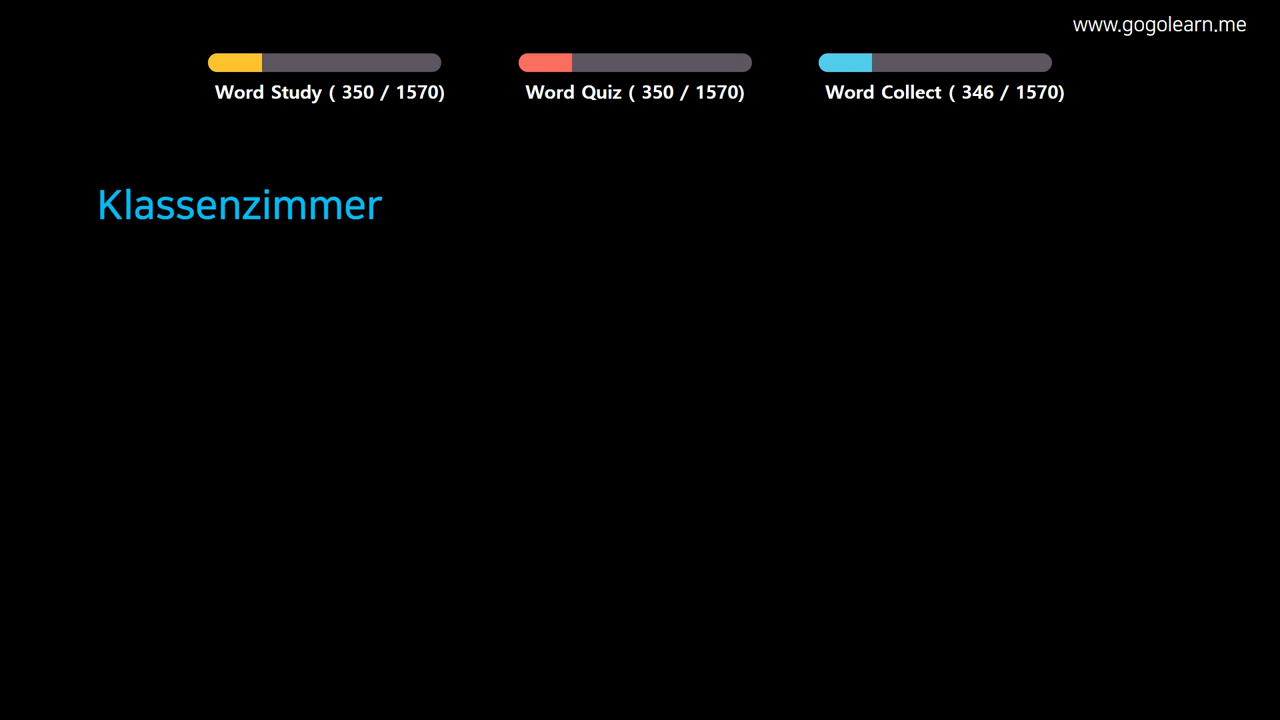 www.gogolearn.me
Word Study ( 350 / 1570)
Word Quiz ( 350 / 1570)
Word Collect ( 346 / 1570)
Klassenzimmer